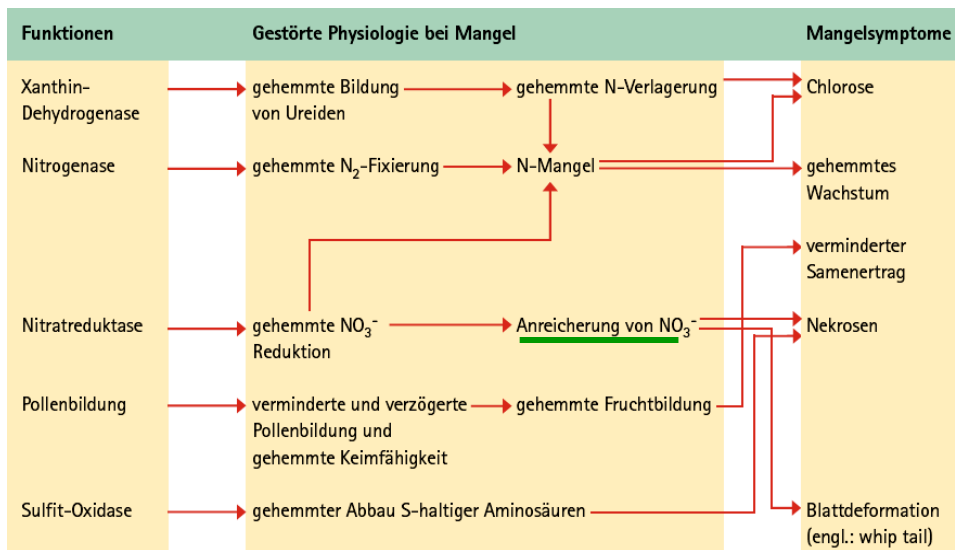 Funktionen Gestörte Physiologie bei Mangel Mangelsymptome
Xanthin- gehemmte Bildung gehemmte N-Verlagerung Chlorose
Dehydrogenase von Ureiden
Nitrogenase gehemmte N₂-Fixierung N-Mangel gehemmtes
Wachstum
verminderter
Samenertrag
Nitratreduktase gehemmte NO₃⁻ Anreicherung von NO₃⁻ Nekrosen
Reduktion
Pollenbildung verminderte und verzögerte gehemmte Fruchtbildung
Pollenbildung und
gehemmte Keimfähigkeit
Sulfit-Oxidase gehemmter Abbau S-haltiger Aminosäuren Blattdeformation
(engl.: whip tail)